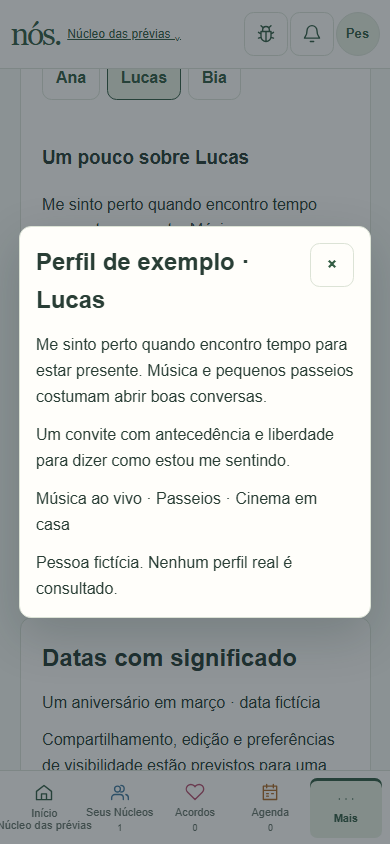 nós.
Núcleo das prévias
Pes
Ana
Lucas
Bia
Um pouco sobre Lucas
Me sinto perto quando encontro tempo
Perfil de exemplo ·
Lucas
×
Me sinto perto quando encontro tempo para
estar presente. Música e pequenos passeios
costumam abrir boas conversas.
Um convite com antecedência e liberdade
para dizer como estou me sentindo.
Música ao vivo · Passeios · Cinema em
casa
Pessoa fictícia. Nenhum perfil real é
consultado.
Datas com significado
Um aniversário em março · data fictícia
Compartilhamento, edição e preferências
de visibilidade estão previstos para uma
Início
Núcleo das prévias
Seus Núcleos
1
Acordos
0
Agenda
0
...
Mais